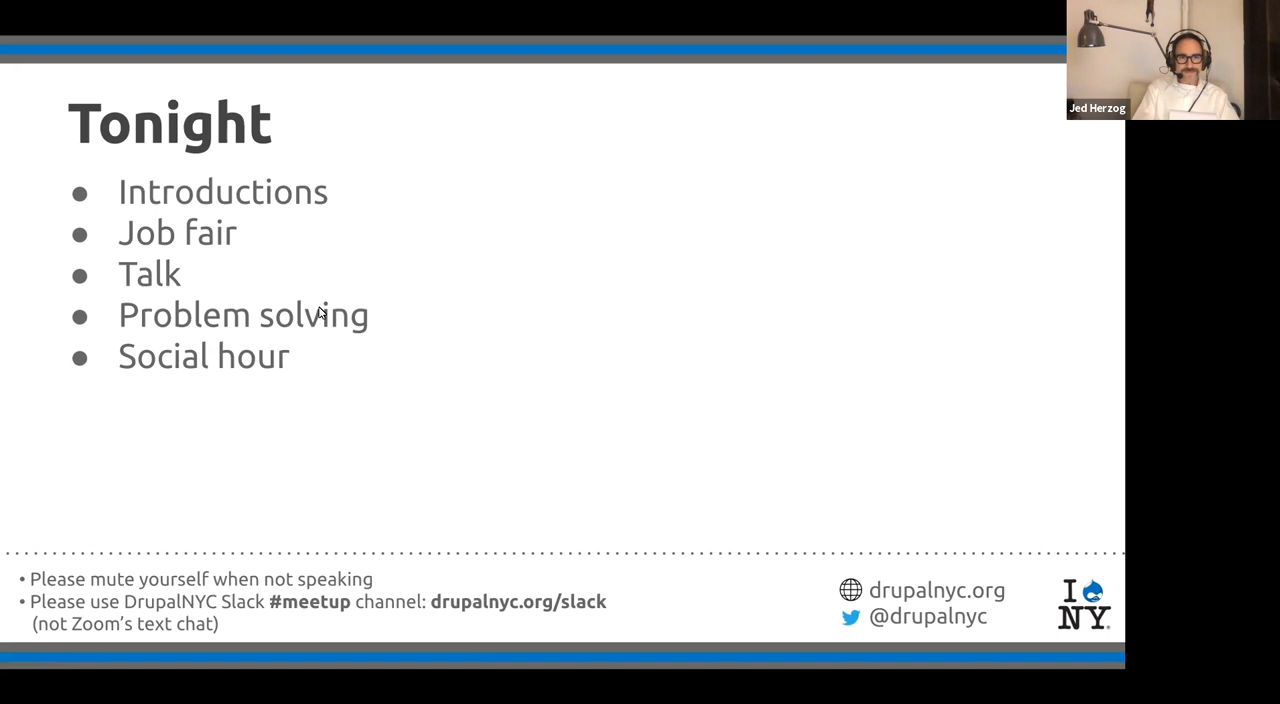 Jed Herzog
Tonight
● Introductions
● Job fair
● Talk
● Problem solving
● Social hour
• Please mute yourself when not speaking
• Please use DrupalNYC Slack #meetup channel: drupalnyc.org/slack
(not Zoom's text chat)
drupalnyc.org
@drupalnyc
I
NY